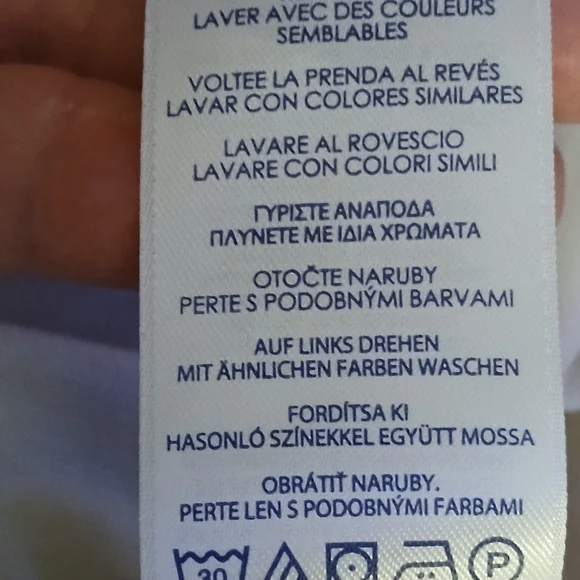 LAVER AVEC DES COULEURS
SEMBLABLES
VOLTEE LA PRENDA AL REVÉS
LAVAR CON COLORES SIMILARES
LAVARE AL ROVESCIO
LAVARE CON COLORI SIMILI
ΓΥΡΙΣΤΕ ΑΝΑΠΟΔΑ
ΠΛΥΝΕΤΕ ΜΕ ΙΔΙΑ ΧΡΩΜΑΤΑ
OTOČTE NARUBY
PERTE S PODOBNÝMI BARVAMI
AUF LINKS DREHEN
MIT ÄHNLICHEN FARBEN WASCHEN
FORDÍTSA KI
HASONLÓ SZÍNEKKEL EGYÜTT MOSSA
OBRÁTIŤ NARUBY.
PERTE LEN S PODOBNÝMI FARBAMI
30 P